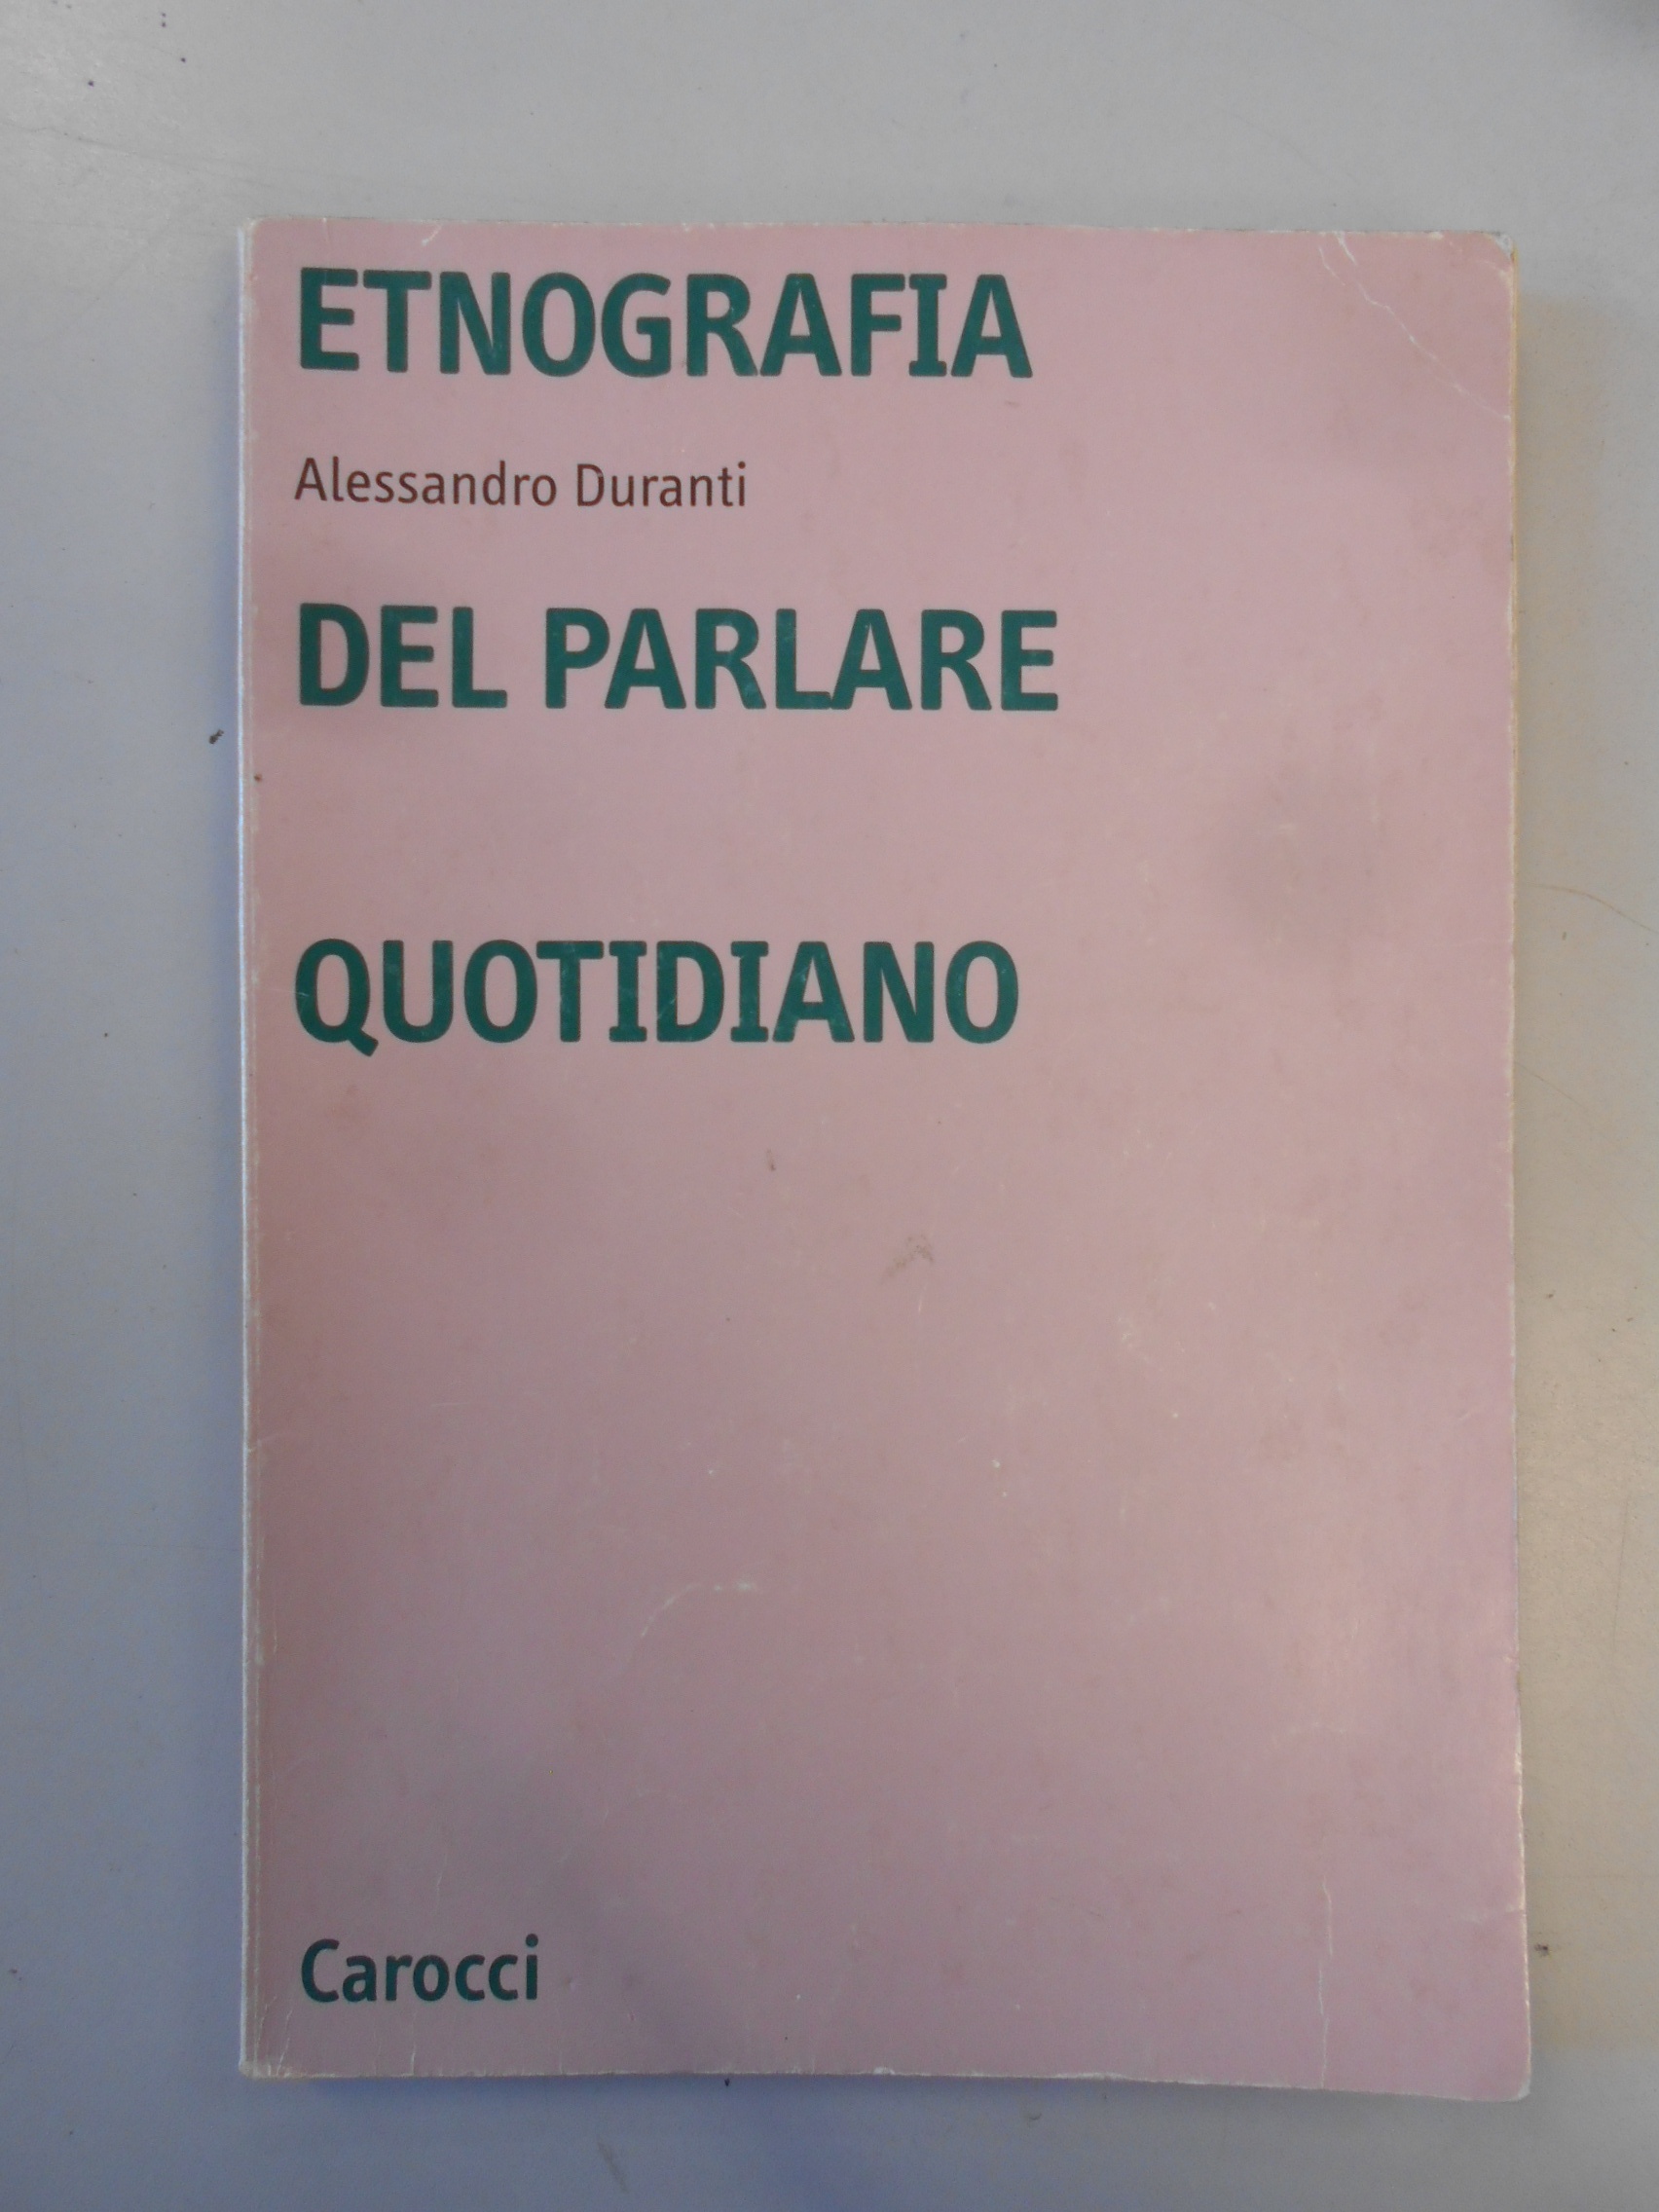 ETNOGRAFIA
Alessandro Duranti
DEL PARLARE
QUOTIDIANO
Carocci